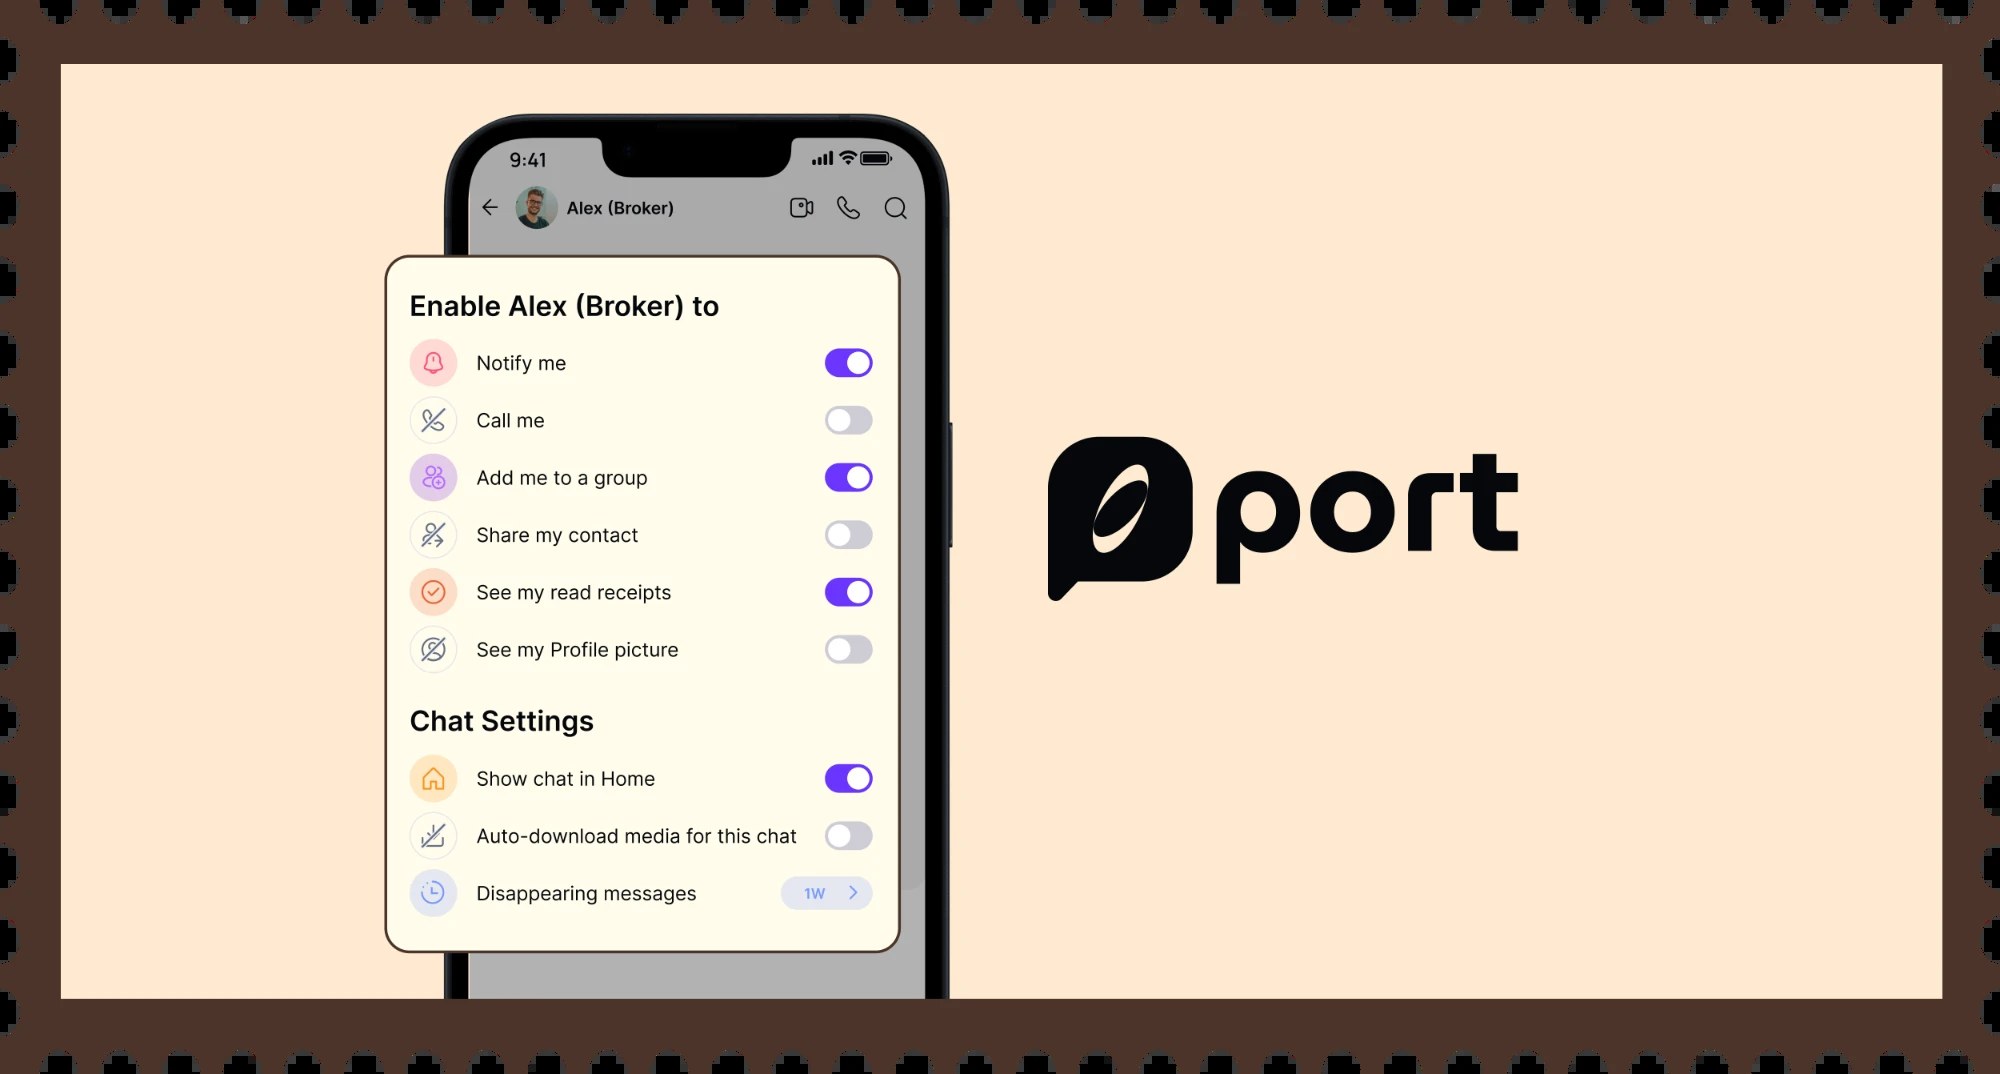 9:41
Alex (Broker)
Enable Alex (Broker) to
Notify me
Call me
Add me to a group
Share my contact
See my read receipts
See my Profile picture
Chat Settings
Show chat in Home
Auto-download media for this chat
Disappearing messages 1W
port